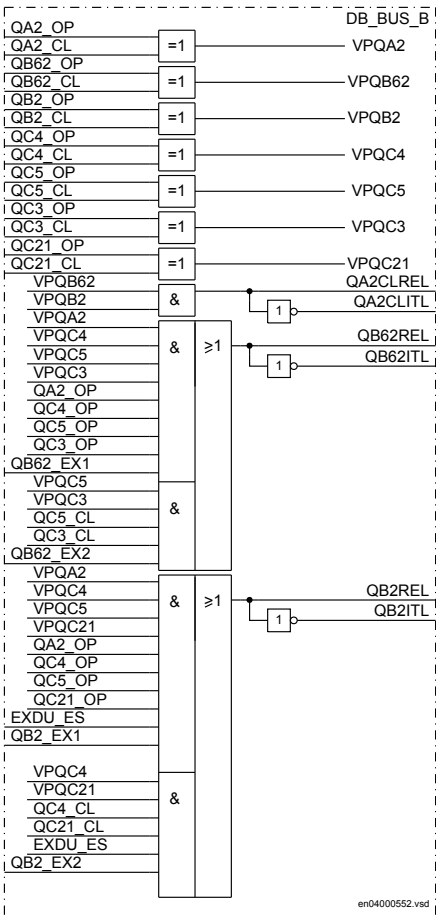 DB_BUS_B
QA2_OP
QA2_CL
=1
VPQA2
QB62_OP
QB62_CL
=1
VPQB62
QB2_OP
QB2_CL
=1
VPQB2
QC4_OP
QC4_CL
=1
VPQC4
QC5_OP
QC5_CL
=1
VPQC5
QC3_OP
QC3_CL
=1
VPQC3
QC21_OP
QC21_CL
=1
VPQC21
VPQB62
VPQB2
&
QA2CLREL
1
QA2CLITL
VPQA2
VPQC4
VPQC5
VPQC3
QA2_OP
QC4_OP
QC5_OP
QC3_OP
QB62_EX1
&
≥1
QB62REL
1
QB62ITL
VPQC5
VPQC3
QC5_CL
QC3_CL
QB62_EX2
&
VPQA2
VPQC4
VPQC5
VPQC21
QA2_OP
QC4_OP
QC5_OP
QC21_OP
EXDU_ES
QB2_EX1
&
≥1
QB2REL
1
QB2ITL
VPQC4
VPQC21
QC4_CL
QC21_CL
EXDU_ES
QB2_EX2
&
en04000552.vsd